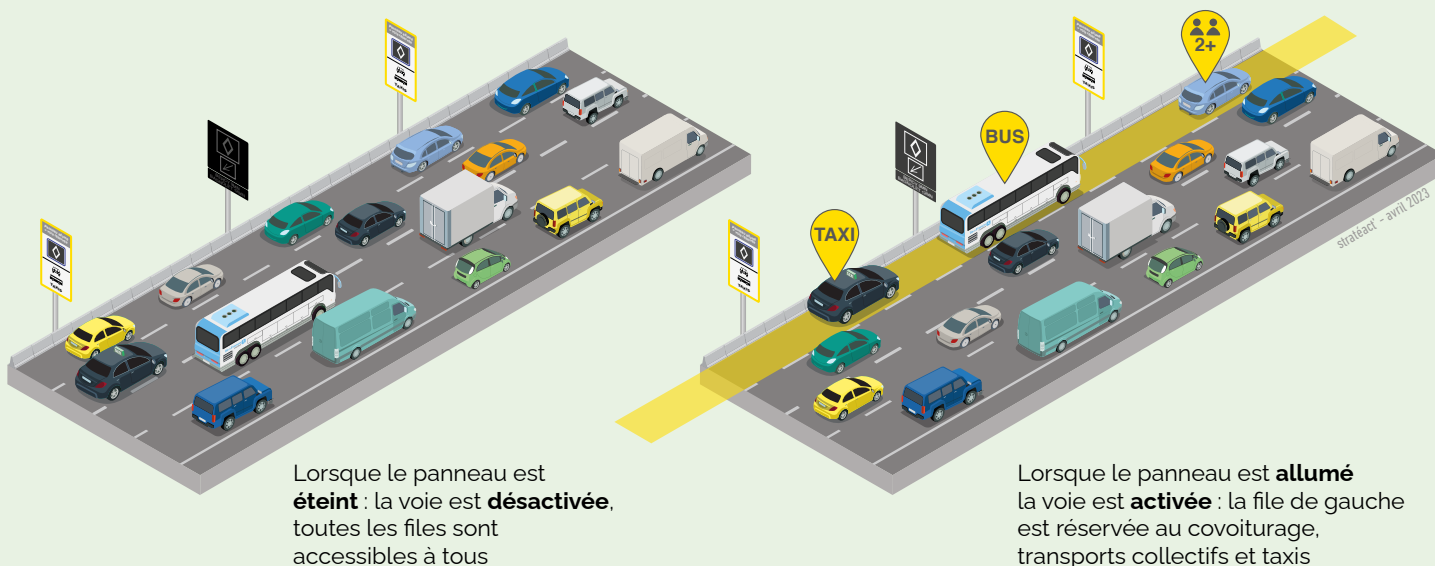 2+
BUS
TAXI
stratéact' - avril 2023
Lorsque le panneau est
éteint : la voie est désactivée,
toutes les files sont
accessibles à tous
Lorsque le panneau est allumé
la voie est activée : la file de gauche
est réservée au covoiturage,
transports collectifs et taxis